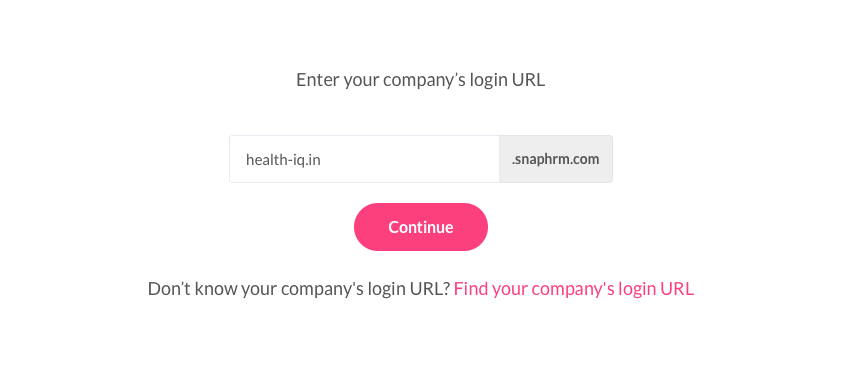 Enter your company’s login URL
health-iq.in .snaphrm.com
Continue
Don’t know your company's login URL? Find your company's login URL